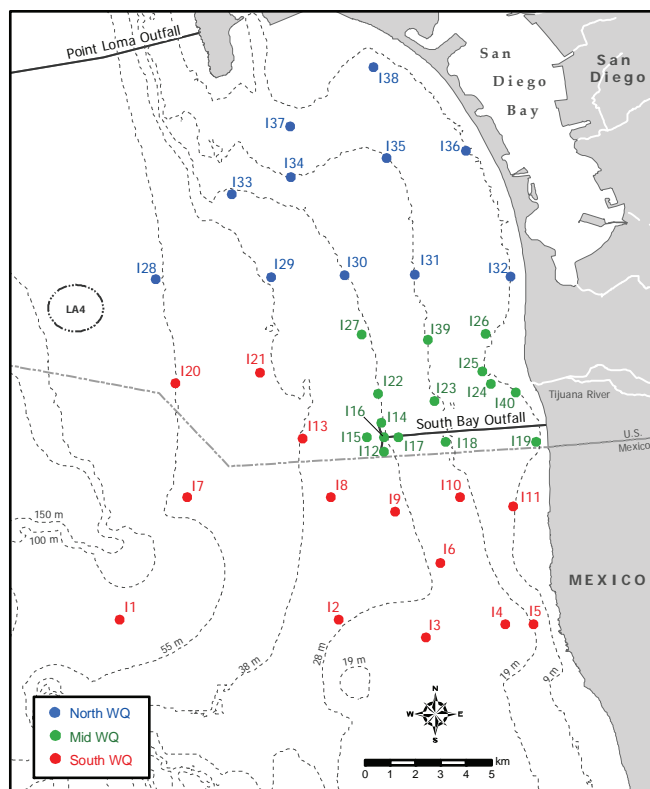 Point Loma Outfall
San
Diego
Bay
San
Diego
I38
I37
I36
I35
I34
I33
I32
I31
I30
I29
I28
LA4
I27
I39
I26
I25
I21
I20
I22
I23
I24
I40
Tijuana River
I16
I14
South Bay Outfall
I13
I15
I17
I18
I19
I12
U.S.
Mexico
I7
I8
I9
I10
I11
150 m
100 m
I6
MEXICO
I1
I2
I3
I4
I5
55 m
38 m
28 m
19 m
19 m
9 m
North WQ
Mid WQ
South WQ
N
W E
S
km
0 1 2 3 4 5